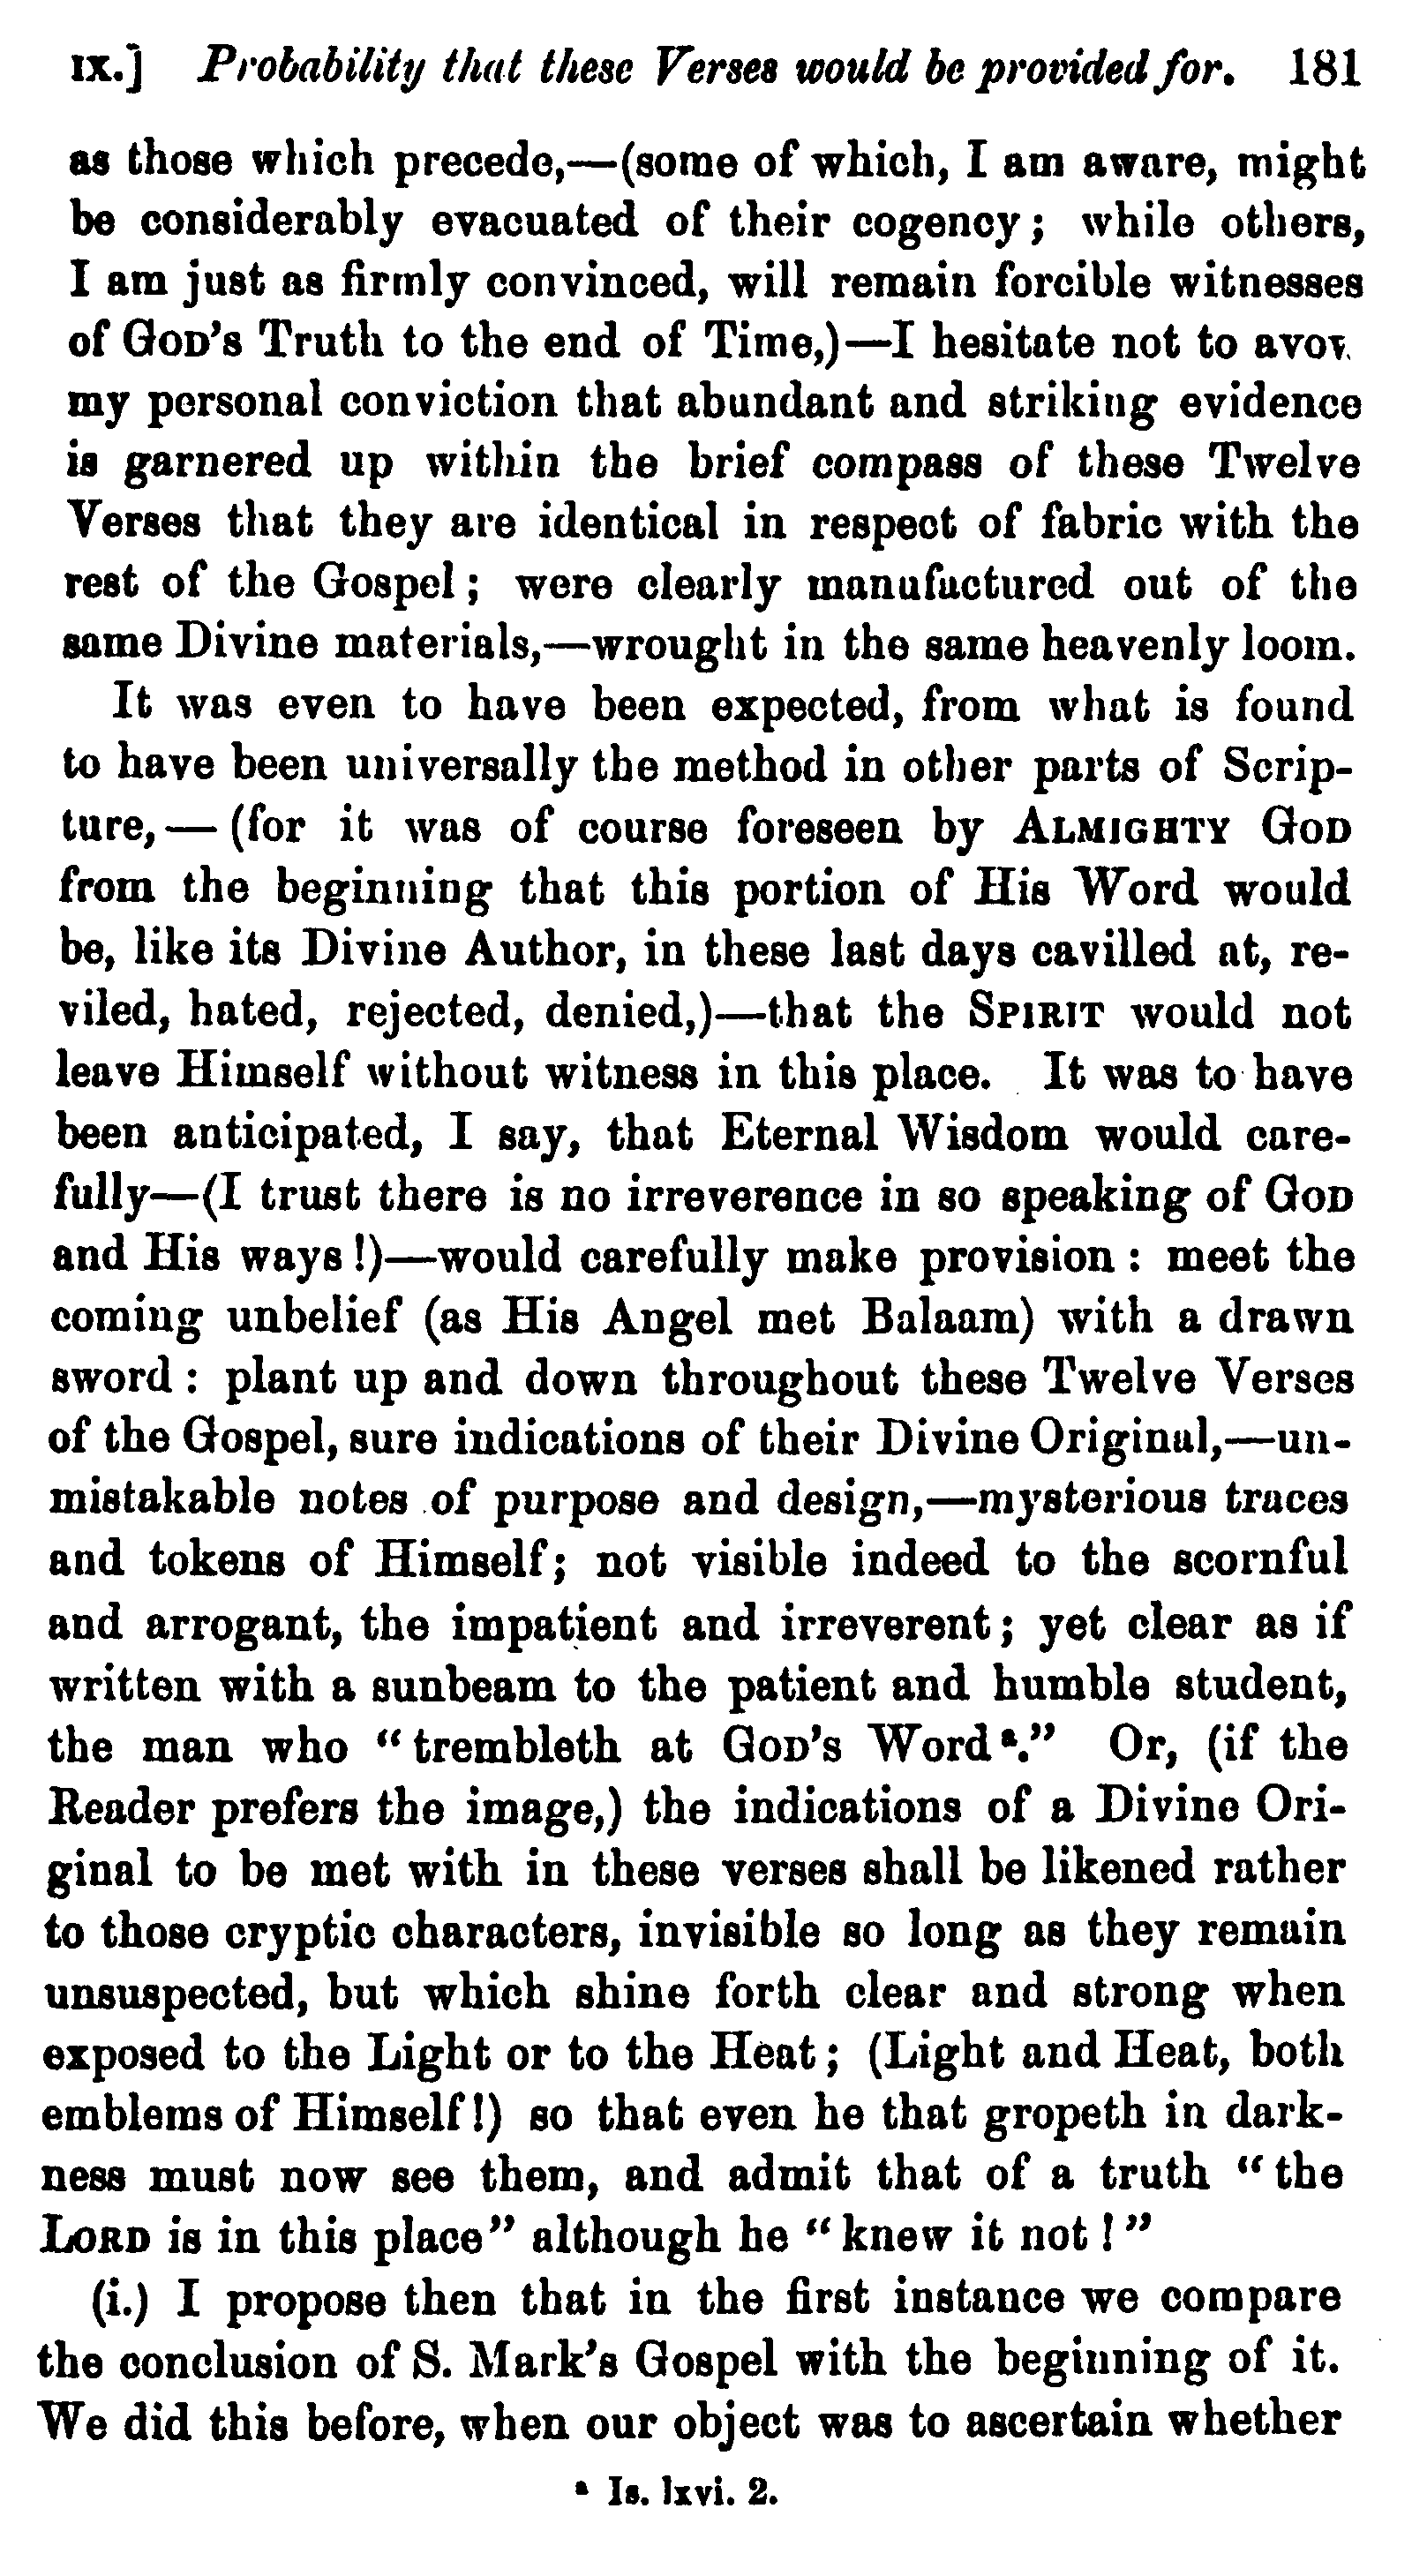 IX.] Probability that these Verses would be provided for. 181
as those which precede,—(some of which, I am aware, might
be considerably evacuated of their cogency; while others,
I am just as firmly convinced, will remain forcible witnesses
of GOD's Truth to the end of Time,)—I hesitate not to avow
my personal conviction that abundant and striking evidence
is garnered up within the brief compass of these Twelve
Verses that they are identical in respect of fabric with the
rest of the Gospel; were clearly manufactured out of the
same Divine materials,—wrought in the same heavenly loom.
It was even to have been expected, from what is found
to have been universally the method in other parts of Scrip-
ture,—(for it was of course foreseen by ALMIGHTY GOD
from the beginning that this portion of His Word would
be, like its Divine Author, in these last days cavilled at, re-
viled, hated, rejected, denied,)—that the SPIRIT would not
leave Himself without witness in this place. It was to have
been anticipated, I say, that Eternal Wisdom would care-
fully—(I trust there is no irreverence in so speaking of GOD
and His ways!)—would carefully make provision: meet the
coming unbelief (as His Angel met Balaam) with a drawn
sword: plant up and down throughout these Twelve Verses
of the Gospel, sure indications of their Divine Original,—un-
mistakable notes of purpose and design,—mysterious traces
and tokens of Himself; not visible indeed to the scornful
and arrogant, the impatient and irreverent; yet clear as if
written with a sunbeam to the patient and humble student,
the man who "trembleth at GOD's Word ᵃ." Or, (if the
Reader prefers the image,) the indications of a Divine Ori-
ginal to be met with in these verses shall be likened rather
to those cryptic characters, invisible so long as they remain
unsuspected, but which shine forth clear and strong when
exposed to the Light or to the Heat; (Light and Heat, both
emblems of Himself!) so that even he that gropeth in dark-
ness must now see them, and admit that of a truth "the
LORD is in this place" although he "knew it not!"
(i.) I propose then that in the first instance we compare
the conclusion of S. Mark's Gospel with the beginning of it.
We did this before, when our object was to ascertain whether
ᵃ Is. lxvi. 2.